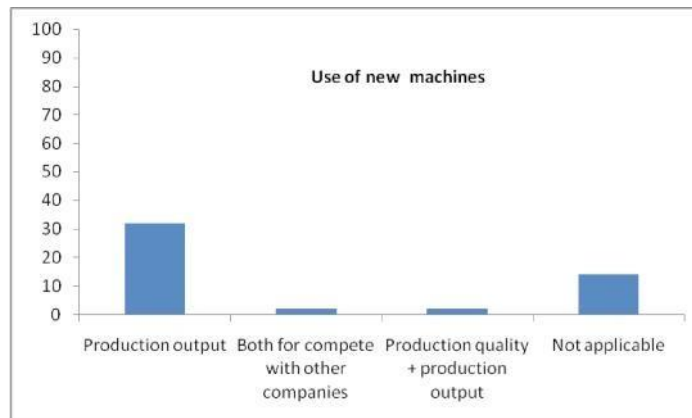 Use of new machines
100
90
80
70
60
50
40
30
20
10
0
Production output
Both for compete
with other
companies
Production quality
+ production
output
Not applicable